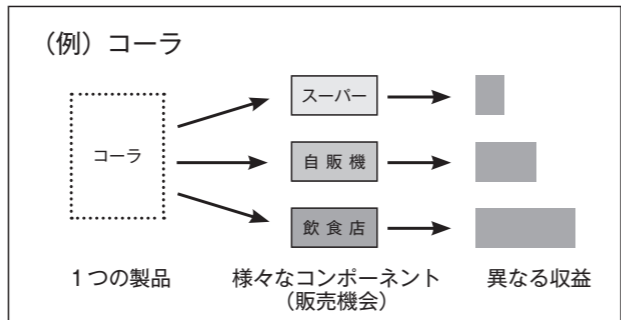 （例）コーラ
コーラ
スーパー
自販機
飲食店
1つの製品
様々なコンポーネント
（販売機会）
異なる収益